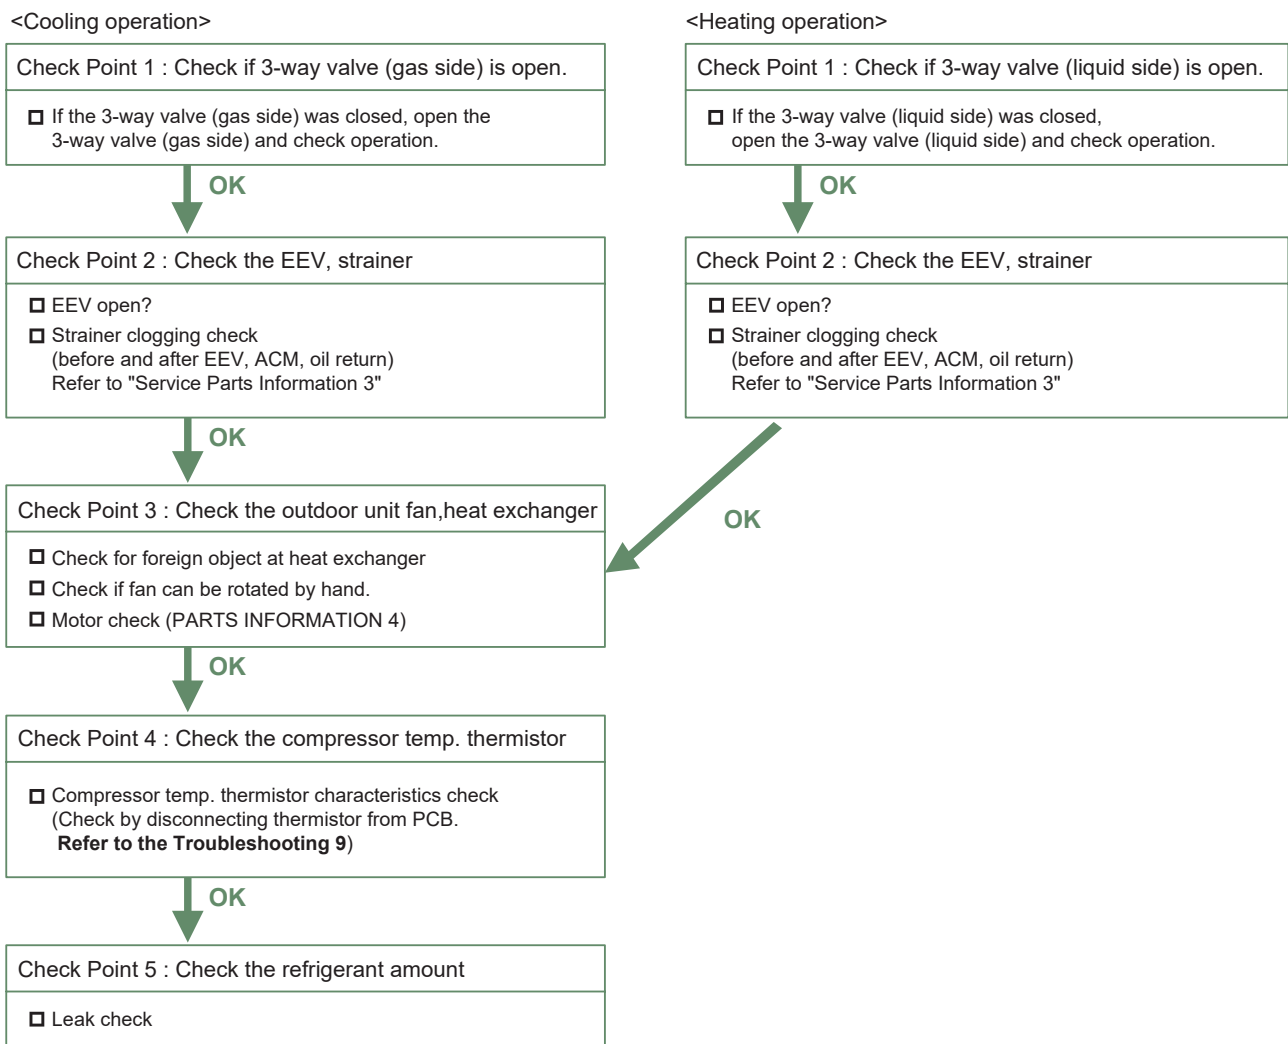 <Cooling operation>
Check Point 1 : Check if 3-way valve (gas side) is open.
If the 3-way valve (gas side) was closed, open the
3-way valve (gas side) and check operation.
OK
Check Point 2 : Check the EEV, strainer
EEV open?
Strainer clogging check
(before and after EEV, ACM, oil return)
Refer to "Service Parts Information 3"
OK
<Heating operation>
Check Point 1 : Check if 3-way valve (liquid side) is open.
If the 3-way valve (liquid side) was closed,
open the 3-way valve (liquid side) and check operation.
OK
Check Point 2 : Check the EEV, strainer
EEV open?
Strainer clogging check
(before and after EEV, ACM, oil return)
Refer to "Service Parts Information 3"
OK
Check Point 3 : Check the outdoor unit fan,heat exchanger
Check for foreign object at heat exchanger
Check if fan can be rotated by hand.
Motor check (PARTS INFORMATION 4)
OK
Check Point 4 : Check the compressor temp. thermistor
Compressor temp. thermistor characteristics check
(Check by disconnecting thermistor from PCB.
Refer to the Troubleshooting 9)
OK
Check Point 5 : Check the refrigerant amount
Leak check